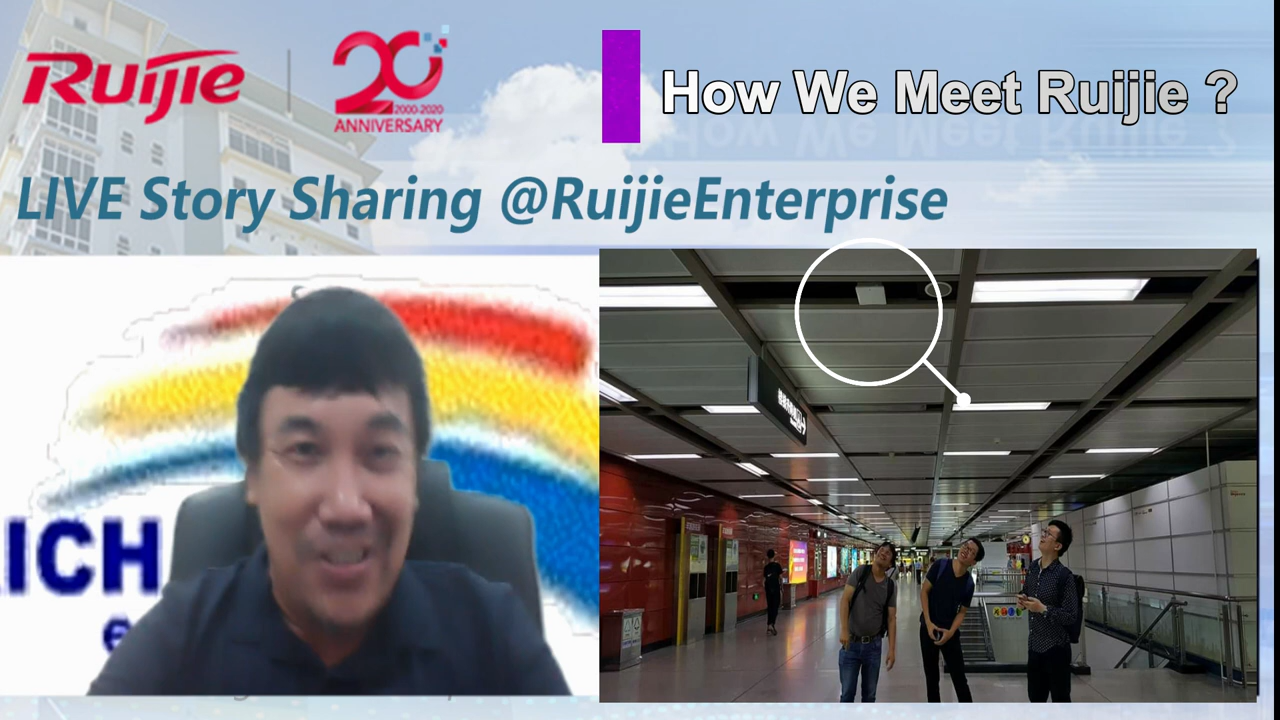 Ruijie
20
2000-2020
ANNIVERSARY
How We Meet Ruijie ?
LIVE Story Sharing @RuijieEnterprise
ICH